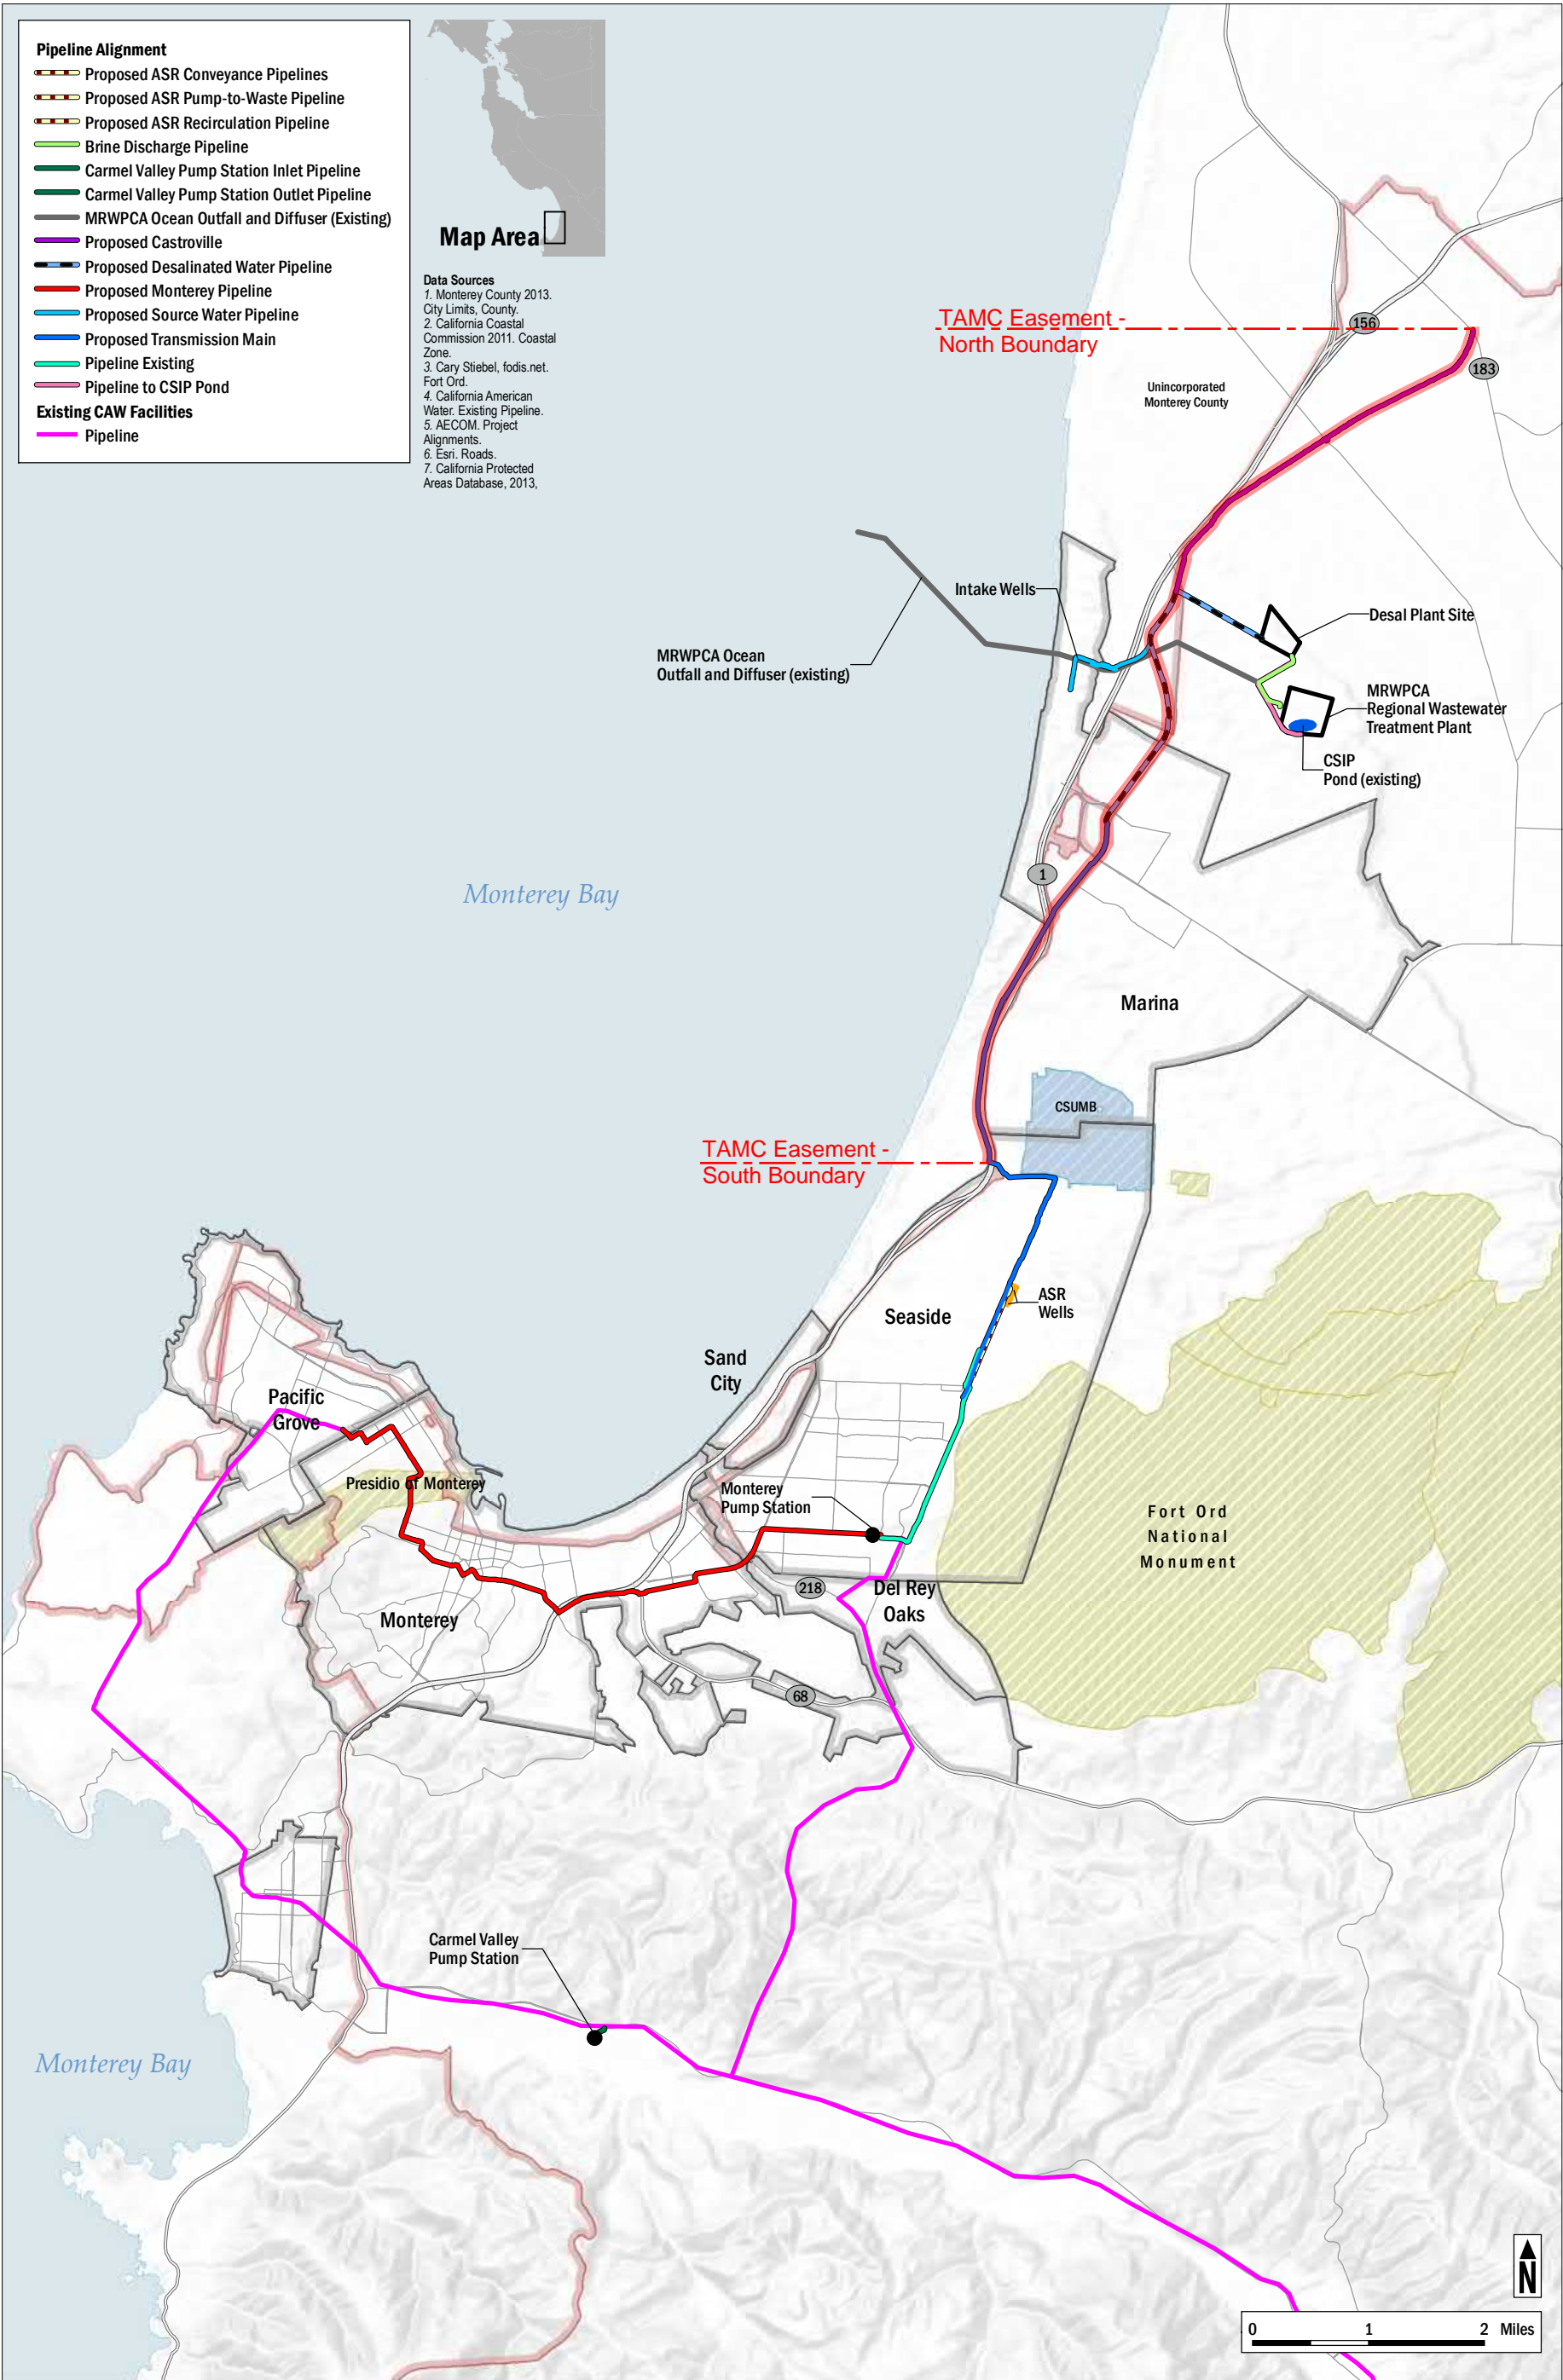 Pipeline Alignment
Proposed ASR Conveyance Pipelines
Proposed ASR Pump-to-Waste Pipeline
Proposed ASR Recirculation Pipeline
Brine Discharge Pipeline
Carmel Valley Pump Station Inlet Pipeline
Carmel Valley Pump Station Outlet Pipeline
MRWPCA Ocean Outfall and Diffuser (Existing)
Proposed Castroville
Proposed Desalinated Water Pipeline
Proposed Monterey Pipeline
Proposed Source Water Pipeline
Proposed Transmission Main
Pipeline Existing
Pipeline to CSIP Pond
Existing CAW Facilities
Pipeline
Map Area
Data Sources
1. Monterey County 2013.
City Limits, County.
2. California Coastal
Commission 2011. Coastal
Zone.
3. Cary Stiebel, fodis.net.
Fort Ord.
4. California American
Water. Existing Pipeline.
5. AECOM. Project
Alignments.
6. Esri. Roads.
7. California Protected
Areas Database, 2013,
TAMC Easement -
North Boundary
156
183
Unincorporated
Monterey County
Intake Wells
Desal Plant Site
MRWPCA Ocean
Outfall and Diffuser (existing)
MRWPCA
Regional Wastewater
Treatment Plant
CSIP
Pond (existing)
1
Monterey Bay
Marina
CSUMB
TAMC Easement -
South Boundary
ASR
Wells
Seaside
Sand
City
Pacific
Grove
Presidio of Monterey
Monterey
Pump Station
Fort Ord
National
Monument
218
Del Rey
Oaks
Monterey
68
Carmel Valley
Pump Station
Monterey Bay
N
0 1 2 Miles